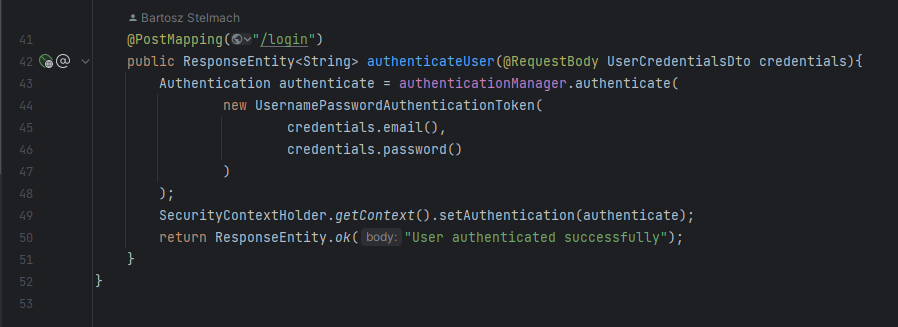 Bartosz Stelmach
41 @PostMapping("/login")
42 public ResponseEntity<String> authenticateUser(@RequestBody UserCredentialsDto credentials){
43 Authentication authenticate = authenticationManager.authenticate(
44 new UsernamePasswordAuthenticationToken(
45 credentials.email(),
46 credentials.password()
47 )
48 );
49 SecurityContextHolder.getContext().setAuthentication(authenticate);
50 return ResponseEntity.ok( body: "User authenticated successfully");
51 }
52 }
53